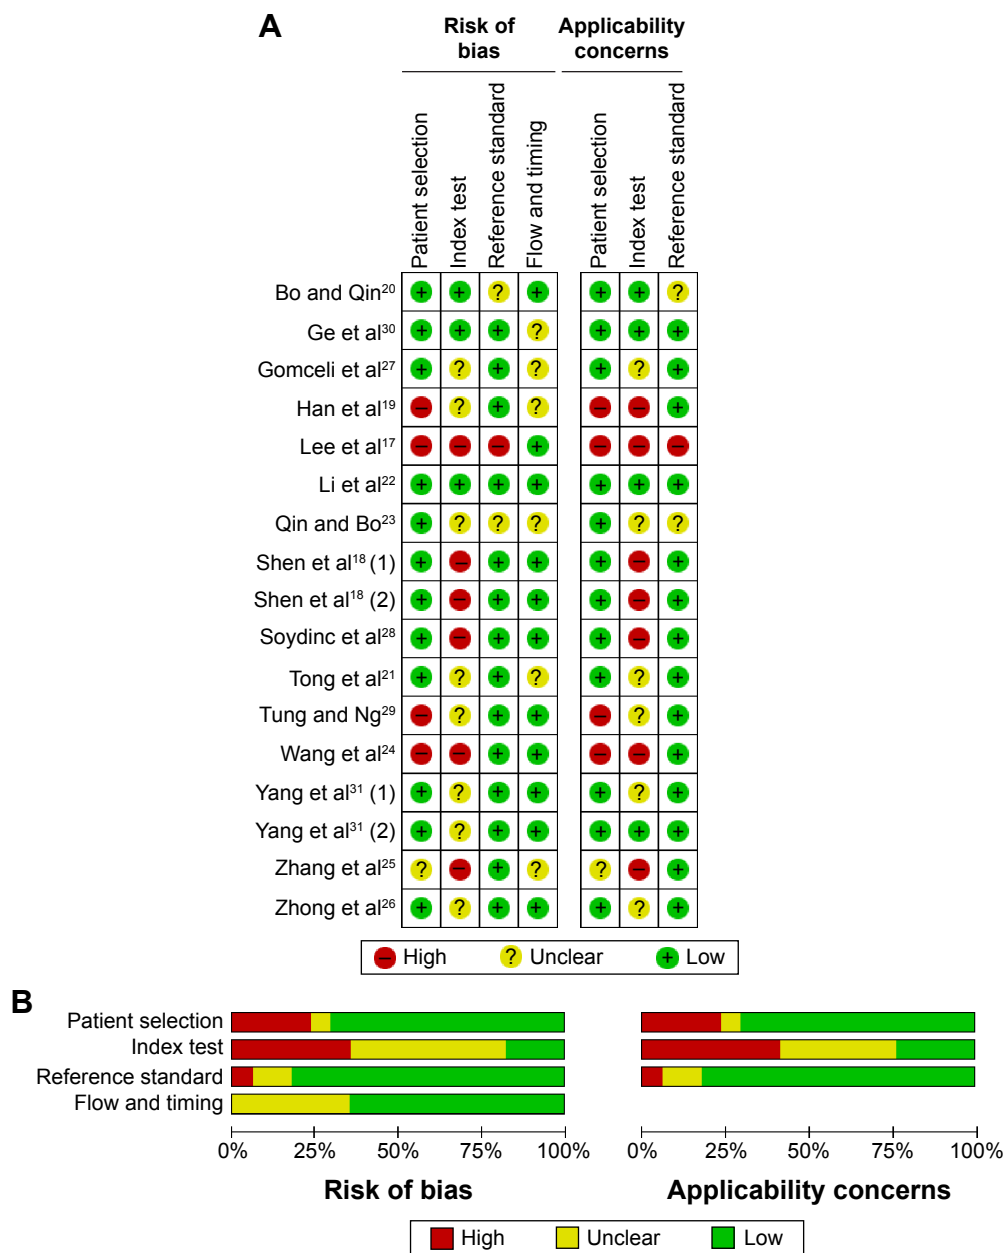 A
Risk of bias
Applicability concerns
Patient selection
Index test
Reference standard
Flow and timing
Patient selection
Index test
Reference standard
Bo and Qin20 + + ? + + + ?
Ge et al30 + + + ? + + +
Gomceli et al27 + ? + ? + ? +
Han et al19 − ? + ? − − +
Lee et al17 − − − + − − −
Li et al22 + + + + + + +
Qin and Bo23 + ? ? ? + ? ?
Shen et al18 (1) + − + + + − +
Shen et al18 (2) + − + + + − +
Soydinc et al28 + − + + + − +
Tong et al21 + ? + ? + ? +
Tung and Ng29 − ? + + − ? +
Wang et al24 − − + + − − +
Yang et al31 (1) + ? + + + ? +
Yang et al31 (2) + ? + + + + +
Zhang et al25 ? − + ? ? − +
Zhong et al26 + ? + + + ? +
− High ? Unclear + Low
B
Patient selection
Index test
Reference standard
Flow and timing
0% 25% 50% 75% 100%
0% 25% 50% 75% 100%
Risk of bias
Applicability concerns
High Unclear Low